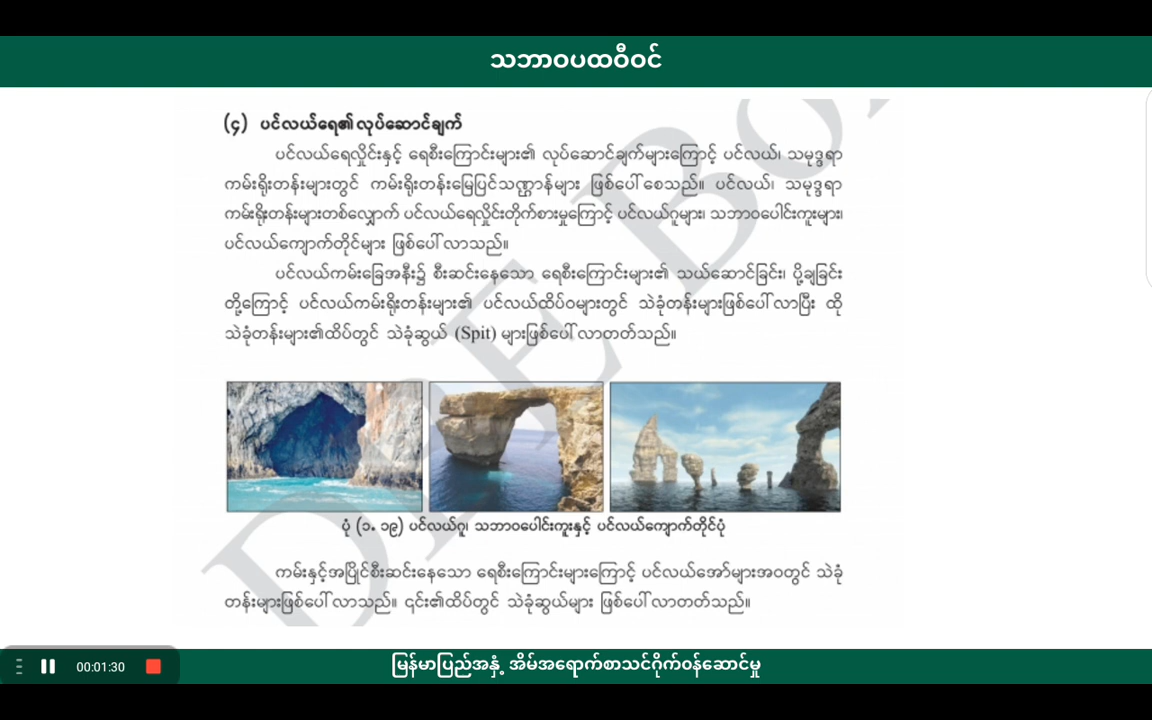 သဘာဝပထဝီဝင်
(၄) ပင်လယ်ရေ၏ လုပ်ဆောင်ချက်
ပင်လယ်ရေလှိုင်းနှင့် ရေစီးကြောင်းများ၏ လုပ်ဆောင်ချက်များကြောင့် ပင်လယ်၊ သမုဒ္ဒရာ
ကမ်းရိုးတန်းများတွင် ကမ်းရိုးတန်းမြေပြင်သဏ္ဌာန်များ ဖြစ်ပေါ်စေသည်။ ပင်လယ်၊ သမုဒ္ဒရာ
ကမ်းရိုးတန်းများတစ်လျှောက် ပင်လယ်ရေလှိုင်းတိုက်စားမှုကြောင့် ပင်လယ်ဂူများ၊ သဘာဝပေါင်းကူးများ၊
ပင်လယ်ကျောက်တိုင်များ ဖြစ်ပေါ်လာသည်။
ပင်လယ်ကမ်းခြေအနီး၌ စီးဆင်းနေသော ရေစီးကြောင်းများ၏ သယ်ဆောင်ခြင်း၊ ပို့ချခြင်း
တို့ကြောင့် ပင်လယ်ကမ်းရိုးတန်းများ၏ ပင်လယ်ထိပ်ဝများတွင် သဲခုံတန်းများဖြစ်ပေါ်လာပြီး ထို
သဲခုံတန်းများ၏ထိပ်တွင် သဲခုံဆွယ် (Spit) များဖြစ်ပေါ်လာတတ်သည်။
ပုံ (၁. ၁၉) ပင်လယ်ဂူ၊ သဘာဝပေါင်းကူးနှင့် ပင်လယ်ကျောက်တိုင်ပုံ
ကမ်းနှင့်အပြိုင်စီးဆင်းနေသော ရေစီးကြောင်းများကြောင့် ပင်လယ်အော်များအဝတွင် သဲခုံ
တန်းများဖြစ်ပေါ်လာသည်။ ၎င်း၏ထိပ်တွင် သဲခုံဆွယ်များ ဖြစ်ပေါ်လာတတ်သည်။
00:01:30
မြန်မာပြည်အနှံ့ အိမ်အရောက်စာသင်ဂိုက်ဝန်ဆောင်မှု